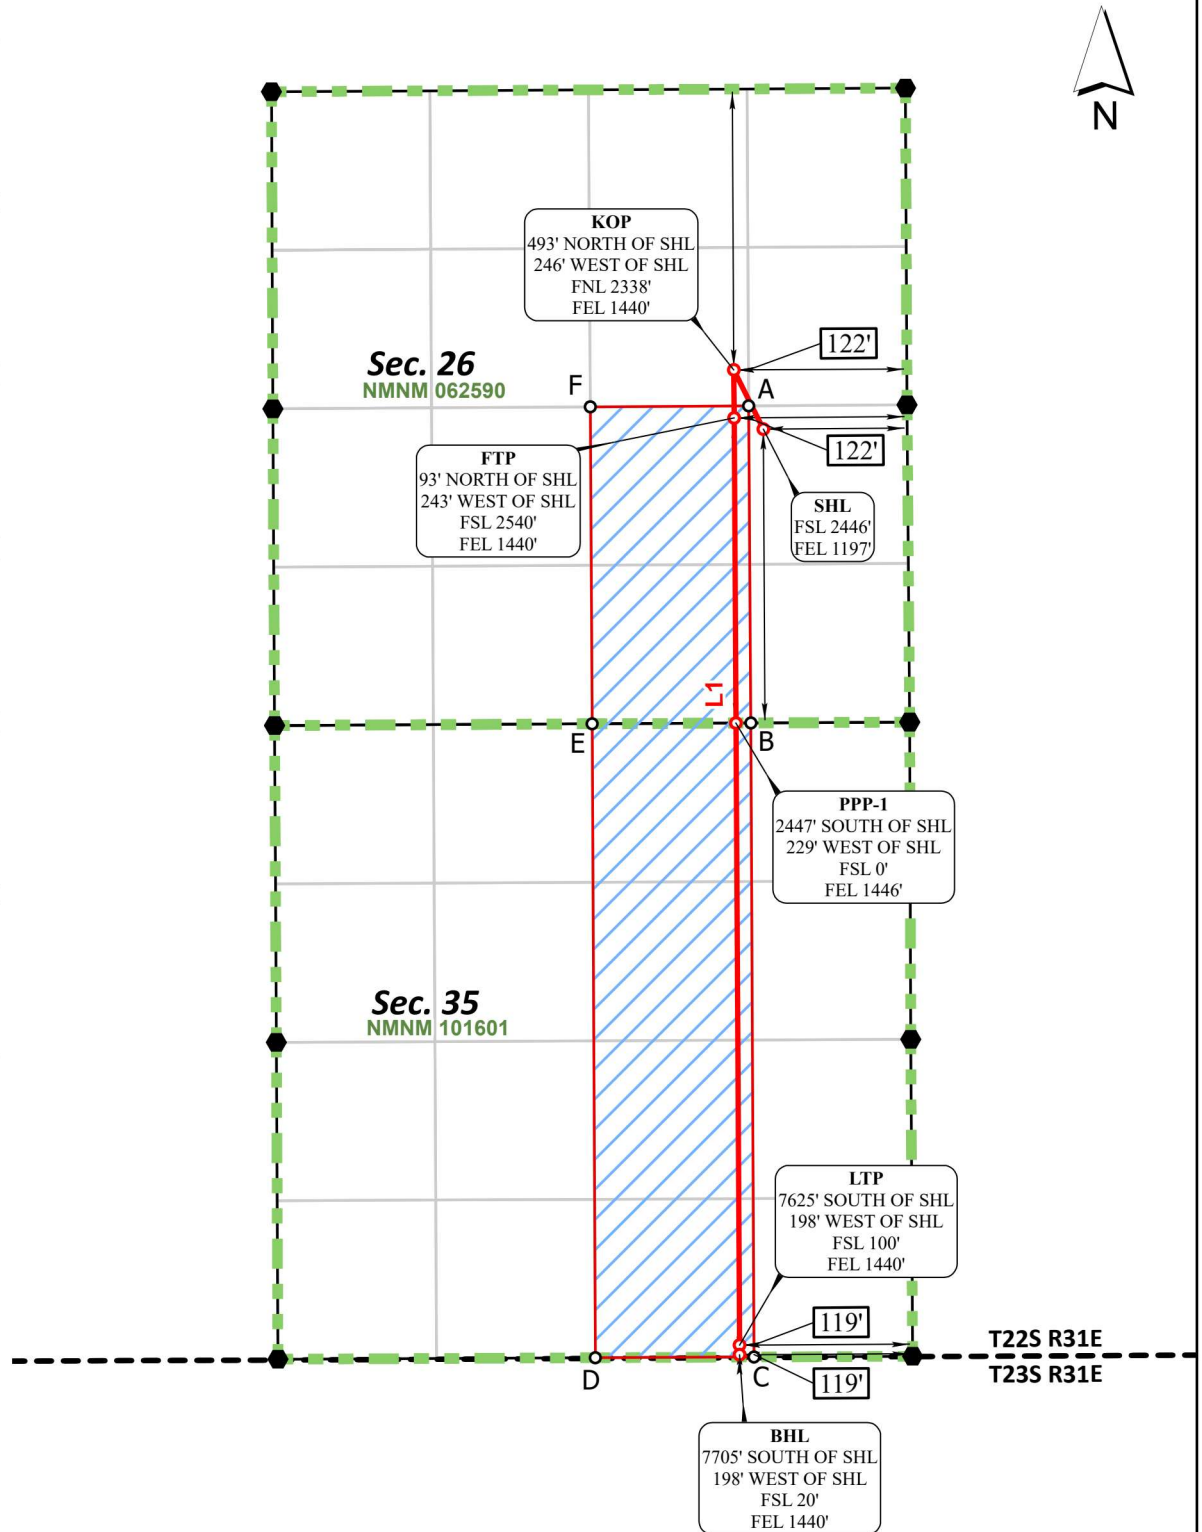 N
KOP
493' NORTH OF SHL
246' WEST OF SHL
FNL 2338'
FEL 1440'
122'
Sec. 26
NMNM 062590
F
A
122'
FTP
93' NORTH OF SHL
243' WEST OF SHL
FSL 2540'
FEL 1440'
SHL
FSL 2446'
FEL 1197'
L1
E
B
PPP-1
2447' SOUTH OF SHL
229' WEST OF SHL
FSL 0'
FEL 1446'
Sec. 35
NMNM 101601
LTP
7625' SOUTH OF SHL
198' WEST OF SHL
FSL 100'
FEL 1440'
119'
T22S R31E
D
C
119'
T23S R31E
BHL
7705' SOUTH OF SHL
198' WEST OF SHL
FSL 20'
FEL 1440'